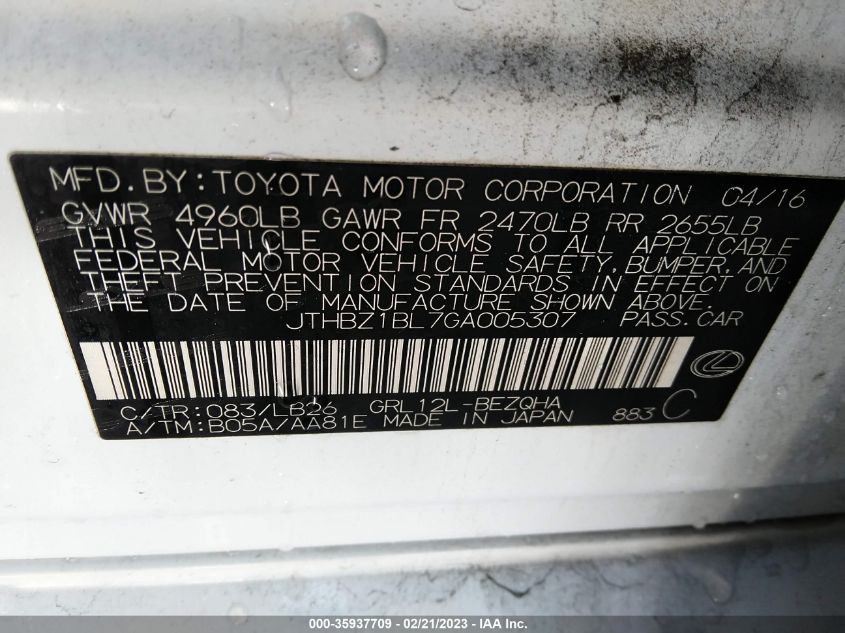 MFD. BY: TOYOTA MOTOR CORPORATION 04/16
GVWR 4960LB GAWR FR 2470LB RR 2655LB
THIS VEHICLE CONFORMS TO ALL APPLICABLE
FEDERAL MOTOR VEHICLE SAFETY, BUMPER, AND
THEFT PREVENTION STANDARDS IN EFFECT ON
THE DATE OF MANUFACTURE SHOWN ABOVE.
JTHBZ1BL7GA005307 PASS. CAR
C/TR: 083/LB26 GRL12L-BEZQHA
A/TM: B05A/AA81E MADE IN JAPAN 883 C
000-35937709 - 02/21/2023 - IAA Inc.